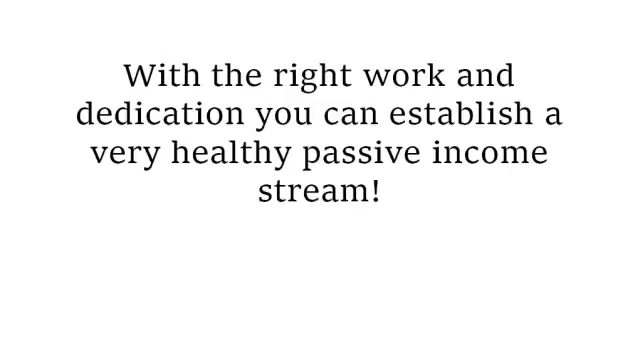 With the right work and
dedication you can establish a
very healthy passive income
stream!